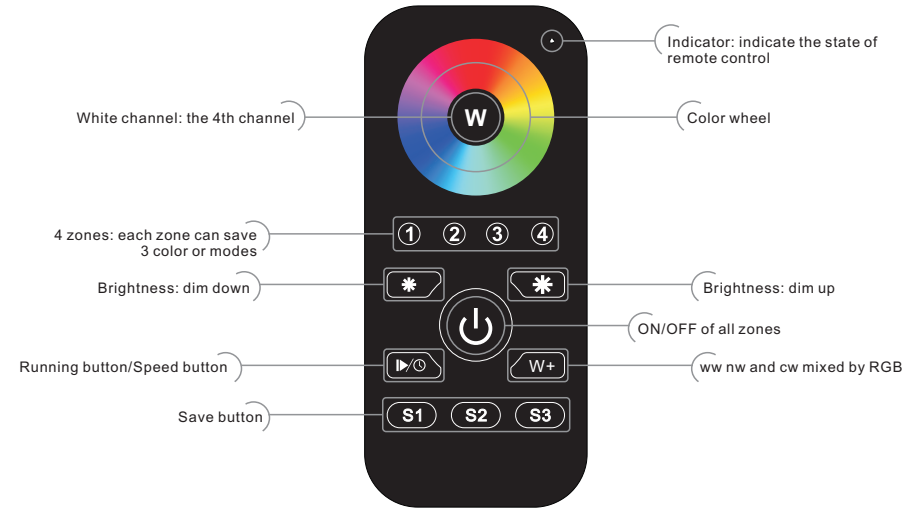 Indicator: indicate the state of
remote control
White channel: the 4th channel
W
Color wheel
4 zones: each zone can save
3 color or modes
1 2 3 4
Brightness: dim down
Brightness: dim up
ON/OFF of all zones
Running button/Speed button
W+
ww nw and cw mixed by RGB
Save button
S1 S2 S3